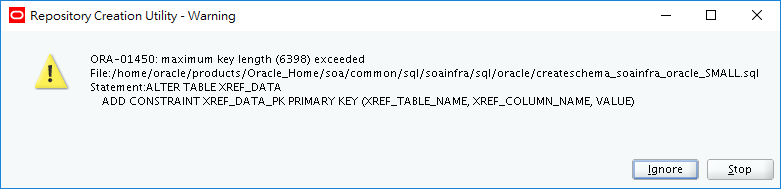 Repository Creation Utility - Warning
ORA-01450: maximum key length (6398) exceeded
File:/home/oracle/products/Oracle_Home/soa/common/sql/soainfra/sql/oracle/createschema_soainfra_oracle_SMALL.sql
Statement:ALTER TABLE XREF_DATA
ADD CONSTRAINT XREF_DATA_PK PRIMARY KEY (XREF_TABLE_NAME, XREF_COLUMN_NAME, VALUE)
Ignore Stop